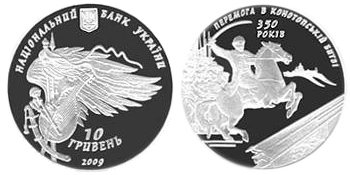 НАЦІОНАЛЬНИЙ БАНК УКРАЇНИ
10
ГРИВЕНЬ
2009
ПЕРЕМОГА В КОНОТОПСЬКІЙ БИТВІ
350
РОКІВ